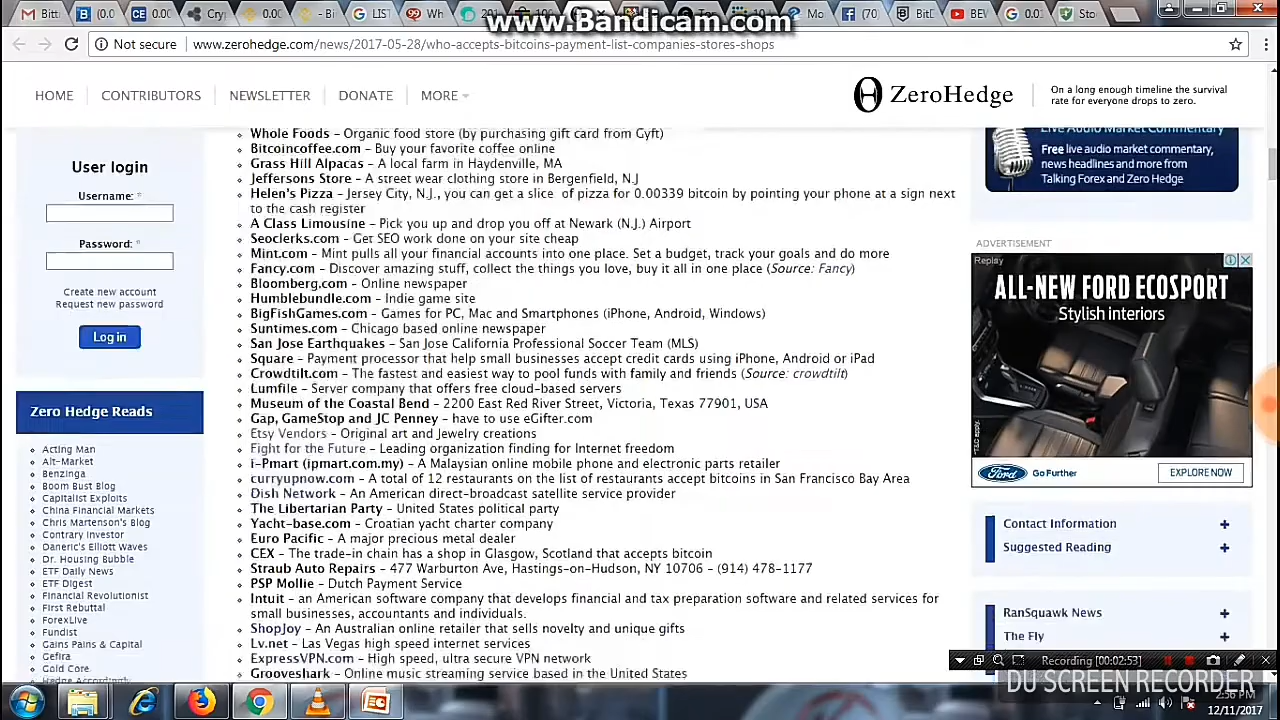 www.Bandicam.com
Not secure
www.zerohedge.com/news/2017-05-28/who-accepts-bitcoins-payment-list-companies-stores-shops
HOME
CONTRIBUTORS
NEWSLETTER
DONATE
MORE
ZeroHedge
On a long enough timeline the survival
rate for everyone drops to zero.
User login
Username: *
Password: *
Create new account
Request new password
Log in
Zero Hedge Reads
Acting Man
Alt-Market
Benzinga
Boom Bust Blog
Capitalist Exploits
China Financial Markets
Chris Martenson's Blog
Contrary Investor
Daneric's Elliott Waves
Dr. Housing Bubble
ETF Daily News
ETF Digest
Financial Revolutionist
First Rebuttal
ForexLive
Fundist
Gains Pains & Capital
Gefira
Gold Core
Hedge Accordingly
Whole Foods – Organic food store (by purchasing gift card from Gyft)
Bitcoincoffee.com – Buy your favorite coffee online
Grass Hill Alpacas – A local farm in Haydenville, MA
Jeffersons Store – A street wear clothing store in Bergenfield, N.J
Helen's Pizza – Jersey City, N.J., you can get a slice of pizza for 0.00339 bitcoin by pointing your phone at a sign next
to the cash register
A Class Limousine – Pick you up and drop you off at Newark (N.J.) Airport
Seoclerks.com – Get SEO work done on your site cheap
Mint.com – Mint pulls all your financial accounts into one place. Set a budget, track your goals and do more
Fancy.com – Discover amazing stuff, collect the things you love, buy it all in one place (Source: Fancy)
Bloomberg.com – Online newspaper
Humblebundle.com – Indie game site
BigFishGames.com – Games for PC, Mac and Smartphones (iPhone, Android, Windows)
Suntimes.com – Chicago based online newspaper
San Jose Earthquakes – San Jose California Professional Soccer Team (MLS)
Square – Payment processor that help small businesses accept credit cards using iPhone, Android or iPad
Crowdtilt.com – The fastest and easiest way to pool funds with family and friends (Source: crowdtilt)
Lumfile – Server company that offers free cloud-based servers
Museum of the Coastal Bend – 2200 East Red River Street, Victoria, Texas 77901, USA
Gap, GameStop and JC Penney – have to use eGifter.com
Etsy Vendors – Original art and Jewelry creations
Fight for the Future – Leading organization finding for Internet freedom
i-Pmart (ipmart.com.my) – A Malaysian online mobile phone and electronic parts retailer
curryupnow.com – A total of 12 restaurants on the list of restaurants accept bitcoins in San Francisco Bay Area
Dish Network – An American direct-broadcast satellite service provider
The Libertarian Party – United States political party
Yacht-base.com – Croatian yacht charter company
Euro Pacific – A major precious metal dealer
CEX – The trade-in chain has a shop in Glasgow, Scotland that accepts bitcoin
Straub Auto Repairs – 477 Warburton Ave, Hastings-on-Hudson, NY 10706 – (914) 478-1177
PSP Mollie – Dutch Payment Service
Intuit – an American software company that develops financial and tax preparation software and related services for
small businesses, accountants and individuals.
ShopJoy – An Australian online retailer that sells novelty and unique gifts
Lv.net – Las Vegas high speed internet services
ExpressVPN.com – High speed, ultra secure VPN network
Grooveshark – Online music streaming service based in the United States
Live Audio Market Commentary
Free live audio market commentary,
news headlines and more from
Talking Forex and Zero Hedge
ADVERTISEMENT
Replay
ALL-NEW FORD ECOSPORT
Stylish interiors
Ford
Go Further
EXPLORE NOW
Contact Information
Suggested Reading
RanSquawk News
The Fly
Recording [00:02:53]
DU SCREEN RECORDER
2:56 PM
12/11/2017